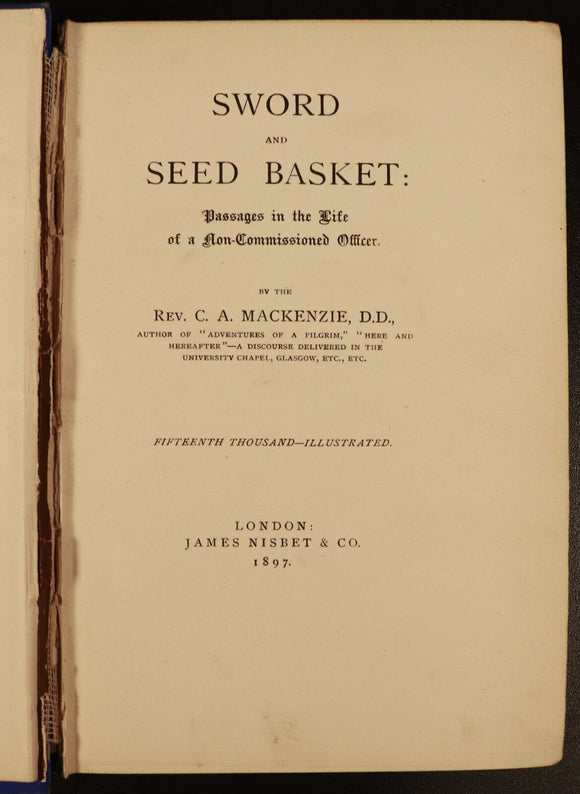 SWORD
AND
SEED BASKET:
Passages in the Life
of a Non-Commissioned Officer.
BY THE
REV. C. A. MACKENZIE, D.D.,
AUTHOR OF "ADVENTURES OF A PILGRIM," "HERE AND
HEREAFTER"—A DISCOURSE DELIVERED IN THE
UNIVERSITY CHAPEL, GLASGOW, ETC., ETC.
FIFTEENTH THOUSAND—ILLUSTRATED.
LONDON:
JAMES NISBET & CO.
1897.